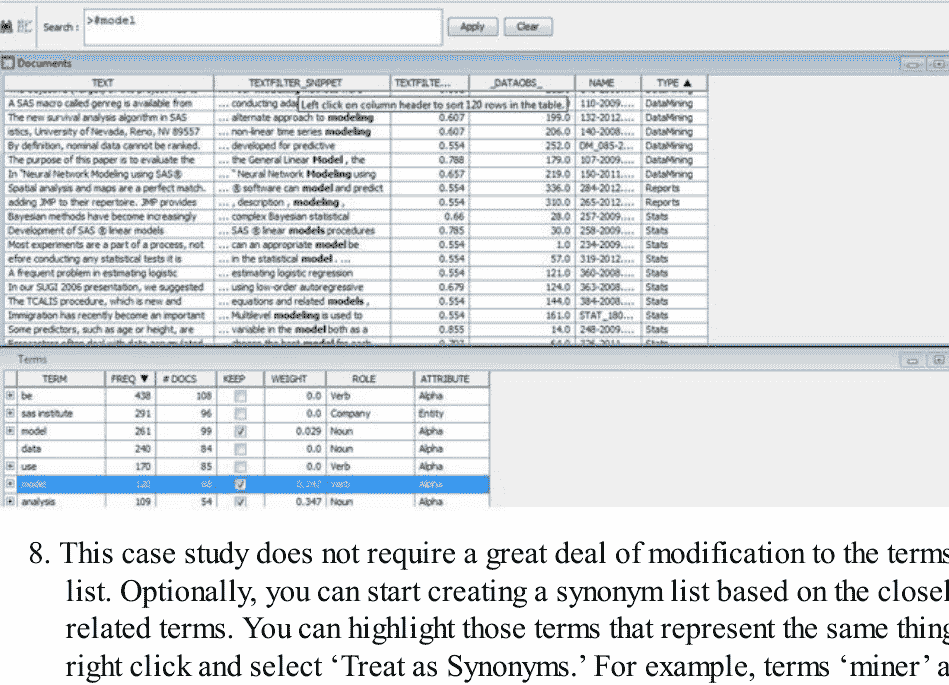 Search : >#model Apply Clear
Documents
TEXT TEXTFILTER_SNIPPET TEXTFILTE... _DATAOBS_ NAME TYPE ▲
A SAS macro called genreg is available from ... conducting ada Left click on column header to sort 120 rows in the table. 110-2009.... DataMining
The new survival analysis algorithm in SAS ... alternate approach to modeling 0.607 199.0 132-2012.... DataMining
istics, University of Nevada, Reno, NV 89557 ... non-linear time series modeling 0.607 206.0 140-2008.... DataMining
By definition, nominal data cannot be ranked. ... developed for predictive 0.554 252.0 DM_085-2... DataMining
The purpose of this paper is to evaluate the ... the General Linear Model , the 0.788 179.0 107-2009.... DataMining
In "Neural Network Modeling using SAS® ... " Neural Network Modeling using 0.657 219.0 150-2011.... DataMining
Spatial analysis and maps are a perfect match. ... ® software can model and predict 0.554 336.0 284-2012.... Reports
adding JMP to their repertoire. JMP provides ... , description , modeling , 0.554 310.0 265-2012.... Reports
Bayesian methods have become increasingly ... complex Bayesian statistical 0.66 28.0 257-2009.... Stats
Development of SAS ® linear models ... SAS ® linear models procedures 0.785 30.0 258-2009.... Stats
Most experiments are a part of a process, not ... can an appropriate model be 0.554 1.0 234-2009.... Stats
efore conducting any statistical tests it is ... in the statistical model . ... 0.554 57.0 319-2012.... Stats
A frequent problem in estimating logistic ... estimating logistic regression 0.554 121.0 360-2008.... Stats
In our SUGI 2006 presentation, we suggested ... using low-order autoregressive 0.679 124.0 363-2008.... Stats
The TCALIS procedure, which is new and ... equations and related models , 0.554 144.0 384-2008.... Stats
Immigration has recently become an important ... Multilevel modeling is used to 0.554 161.0 STAT_180... Stats
Some predictors, such as age or height, are ... variable in the model both as a 0.855 14.0 248-2009.... Stats
Terms
TERM FREQ ▼ # DOCS KEEP WEIGHT ROLE ATTRIBUTE
be 438 108 0.0 Verb Alpha
sas institute 291 96 0.0 Company Entity
model 261 99 0.029 Noun Alpha
data 240 84 0.0 Noun Alpha
use 170 85 0.0 Verb Alpha
model 0.347 Verb Alpha
analysis 109 54 0.347 Noun Alpha
8. This case study does not require a great deal of modification to the terms
list. Optionally, you can start creating a synonym list based on the closel
related terms. You can highlight those terms that represent the same thing
right click and select ‘Treat as Synonyms.’ For example, terms ‘miner’ a